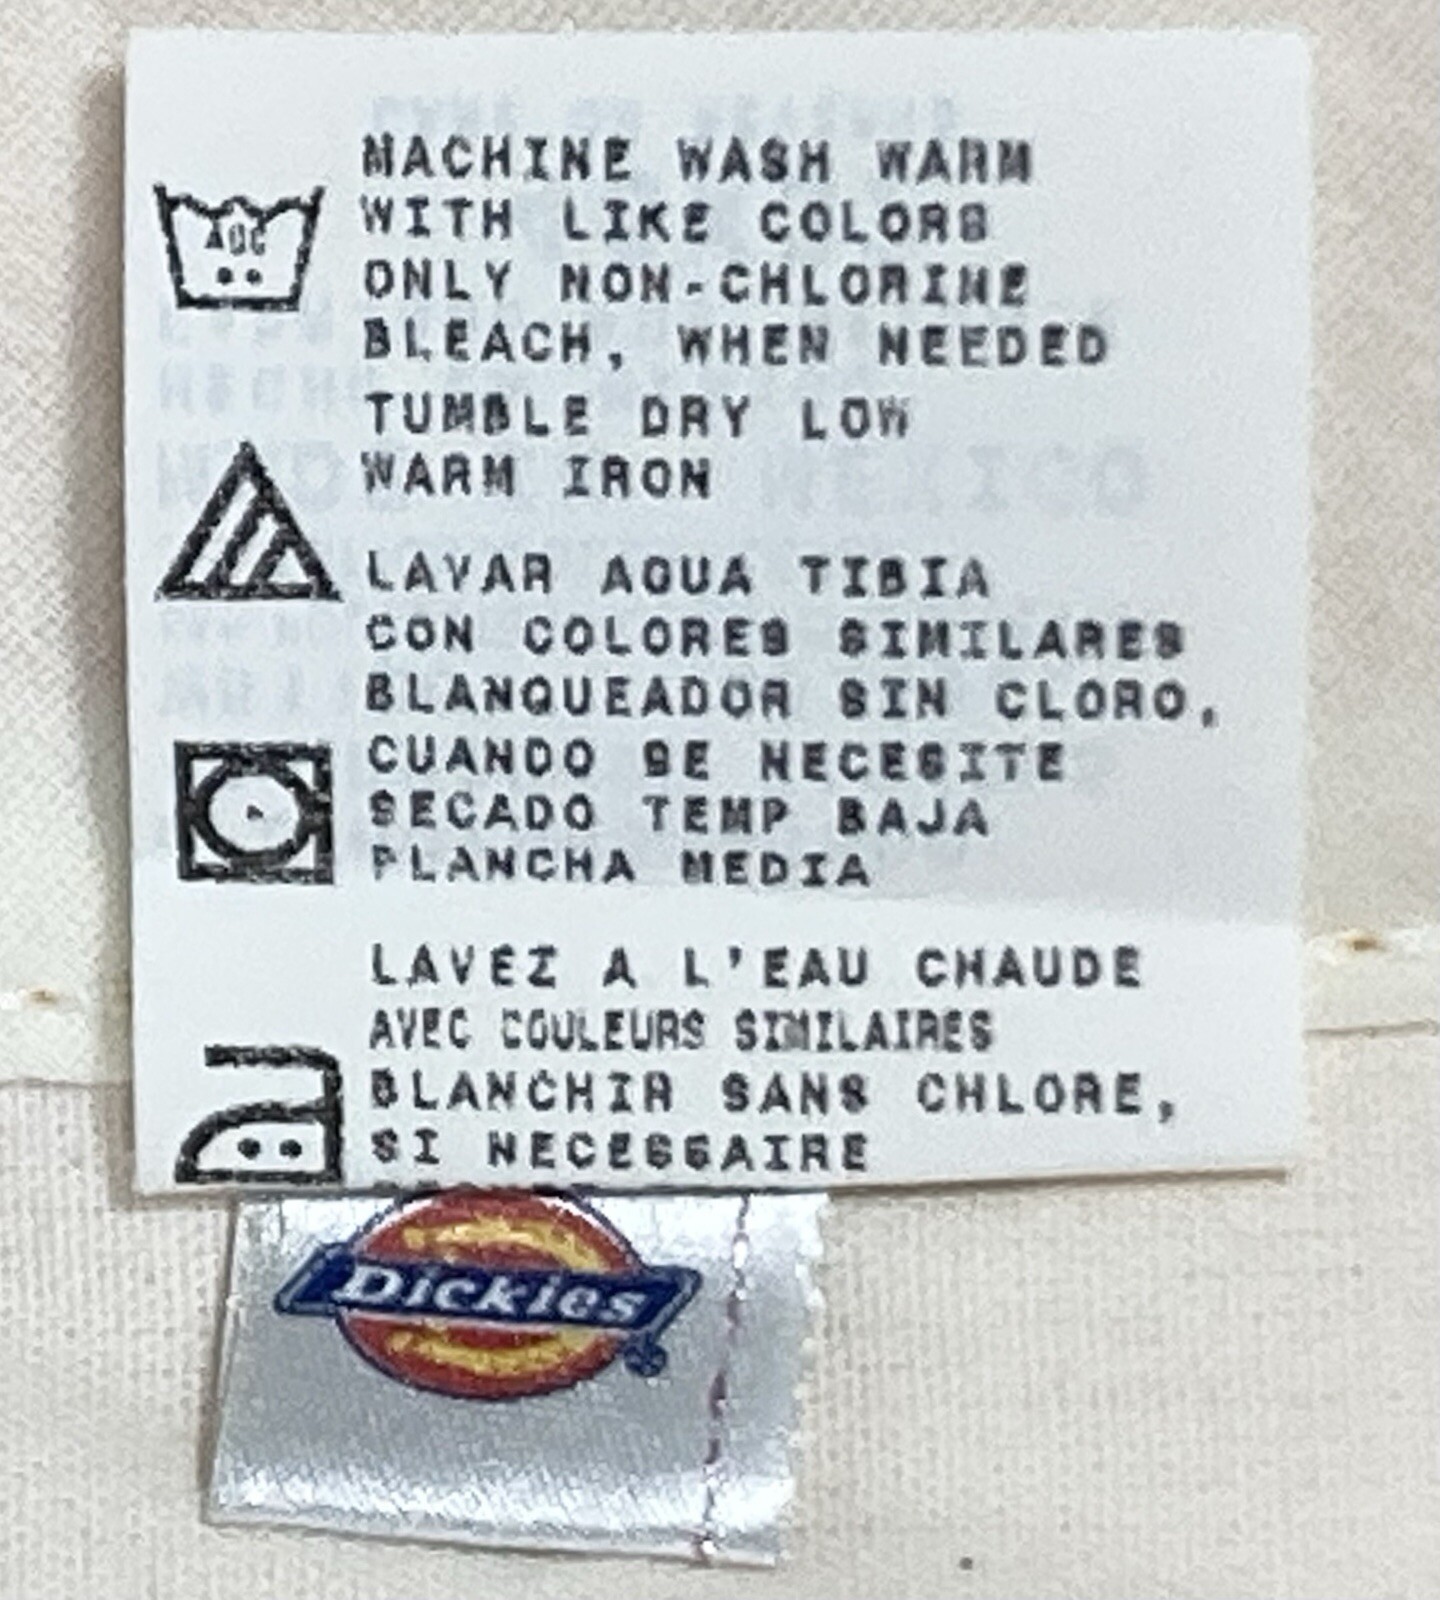 MACHINE WASH WARM
WITH LIKE COLORS
ONLY NON-CHLORINE
BLEACH, WHEN NEEDED
TUMBLE DRY LOW
WARM IRON
LAVAR AGUA TIBIA
CON COLORES SIMILARES
BLANQUEADOR SIN CLORO,
CUANDO SE NECESITE
SECADO TEMP BAJA
PLANCHA MEDIA
LAVEZ A L'EAU CHAUDE
AVEC COULEURS SIMILAIRES
BLANCHIR SANS CHLORE,
SI NECESSAIRE
Dickies®